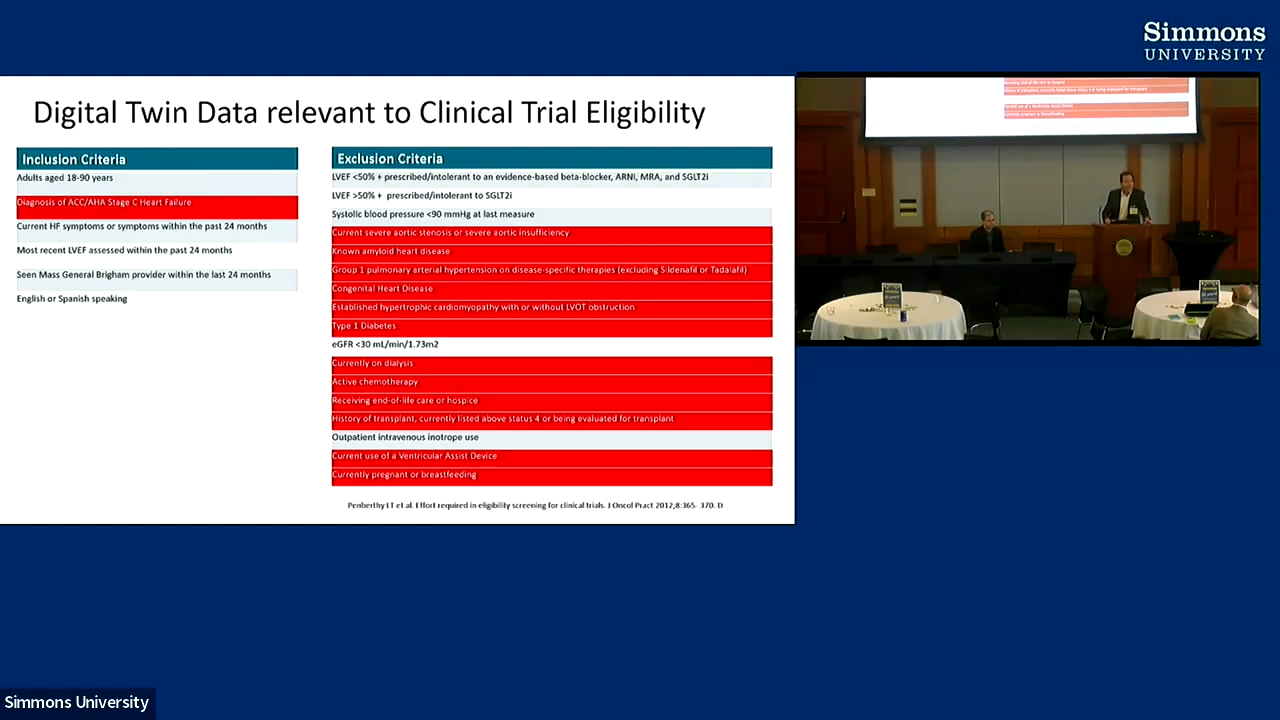 Simmons
UNIVERSITY
Digital Twin Data relevant to Clinical Trial Eligibility
Inclusion Criteria
Adults aged 18-90 years
Diagnosis of ACC/AHA Stage C Heart Failure
Current HF symptoms or symptoms within the past 24 months
Most recent LVEF assessed within the past 24 months
Seen Mass General Brigham provider within the last 24 months
English or Spanish speaking
Exclusion Criteria
LVEF <50% + prescribed/intolerant to an evidence-based beta-blocker, ARNI, MRA, and SGLT2i
LVEF >50% + prescribed/intolerant to SGLT2i
Systolic blood pressure <90 mmHg at last measure
Current severe aortic stenosis or severe aortic insufficiency
Known amyloid heart disease
Group 1 pulmonary arterial hypertension on disease-specific therapies (excluding Sildenafil or Tadalafil)
Congenital Heart Disease
Established hypertrophic cardiomyopathy with or without LVOT obstruction
Type 1 Diabetes
eGFR <30 mL/min/1.73m2
Currently on dialysis
Active chemotherapy
Receiving end-of-life care or hospice
History of transplant, currently listed above status 4 or being evaluated for transplant
Outpatient intravenous inotrope use
Current use of a Ventricular Assist Device
Currently pregnant or breastfeeding
Penberthy LT et al. Effort required in eligibility screening for clinical trials. J Oncol Pract 2012;8:365- 370. D
Simmons University